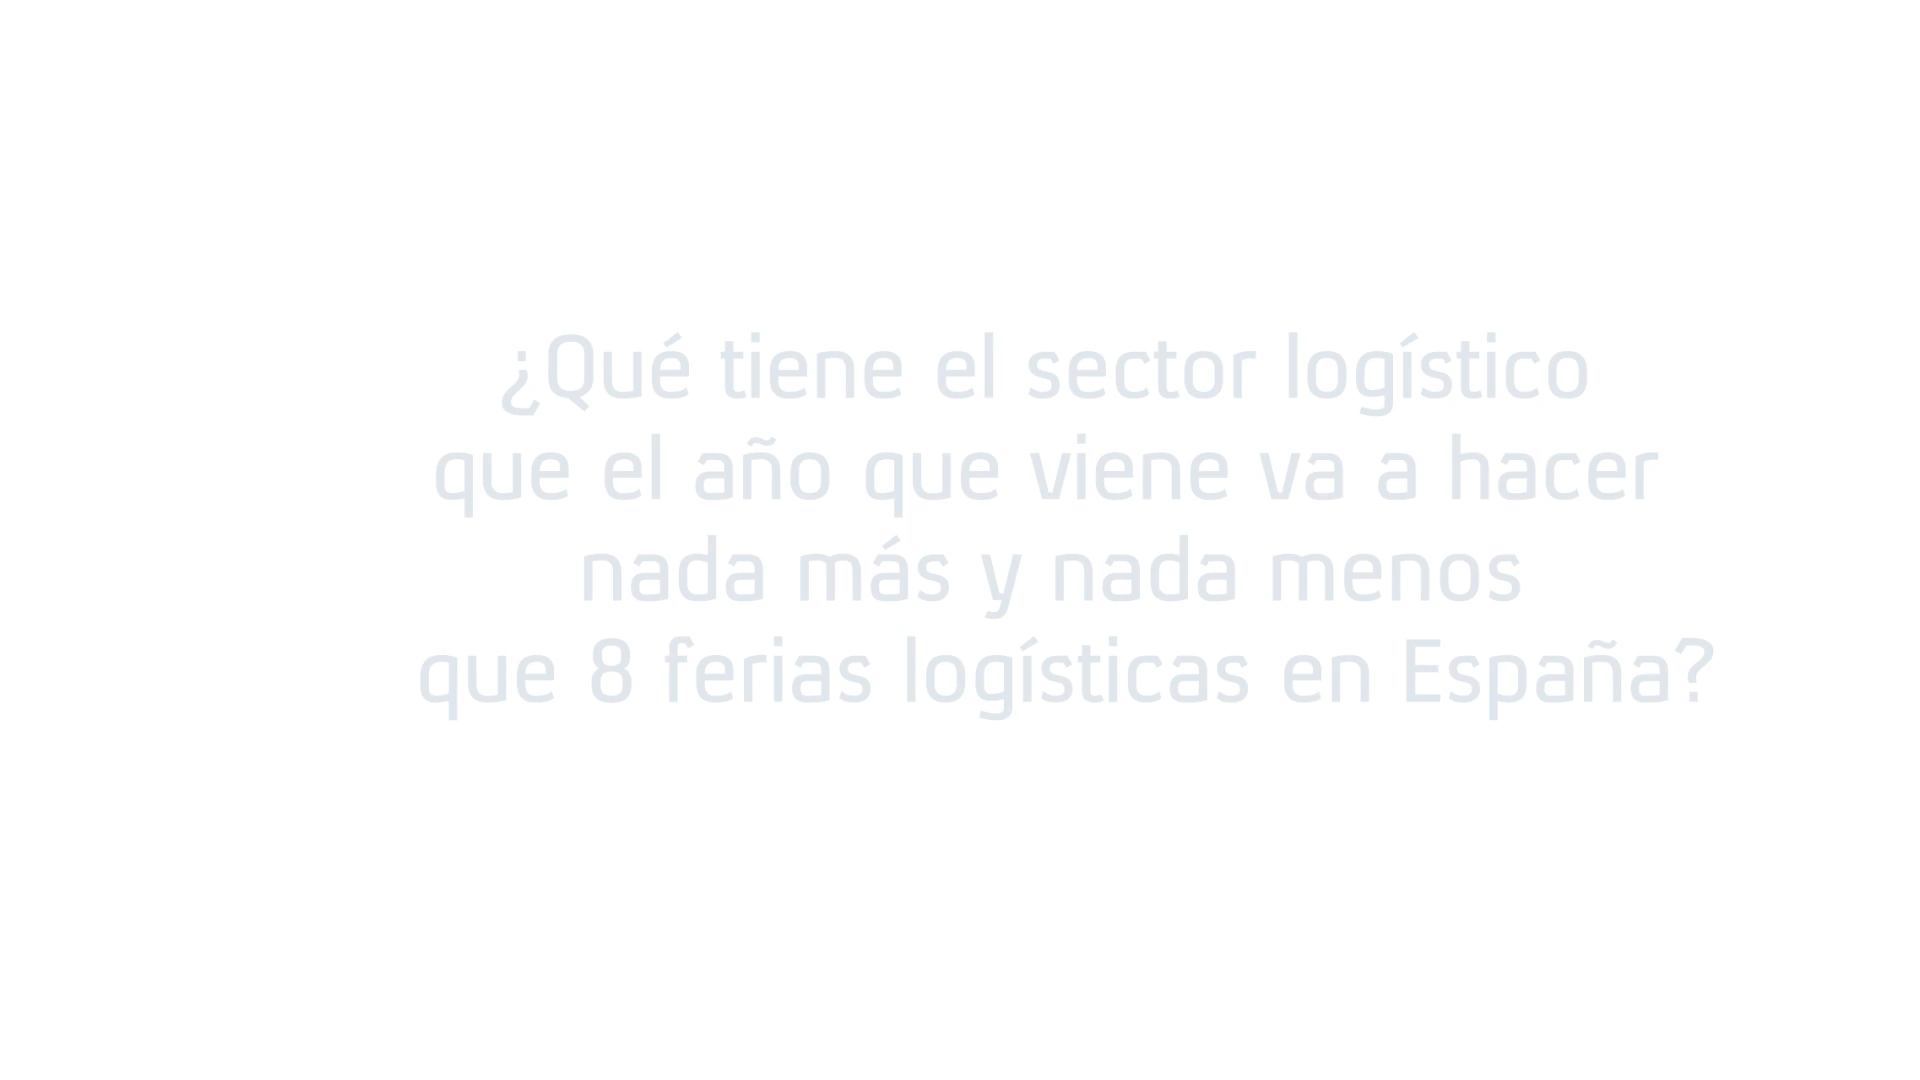 ¿Qué tiene el sector logístico
que el año que viene va a hacer
nada más y nada menos
que 8 ferias logísticas en España?